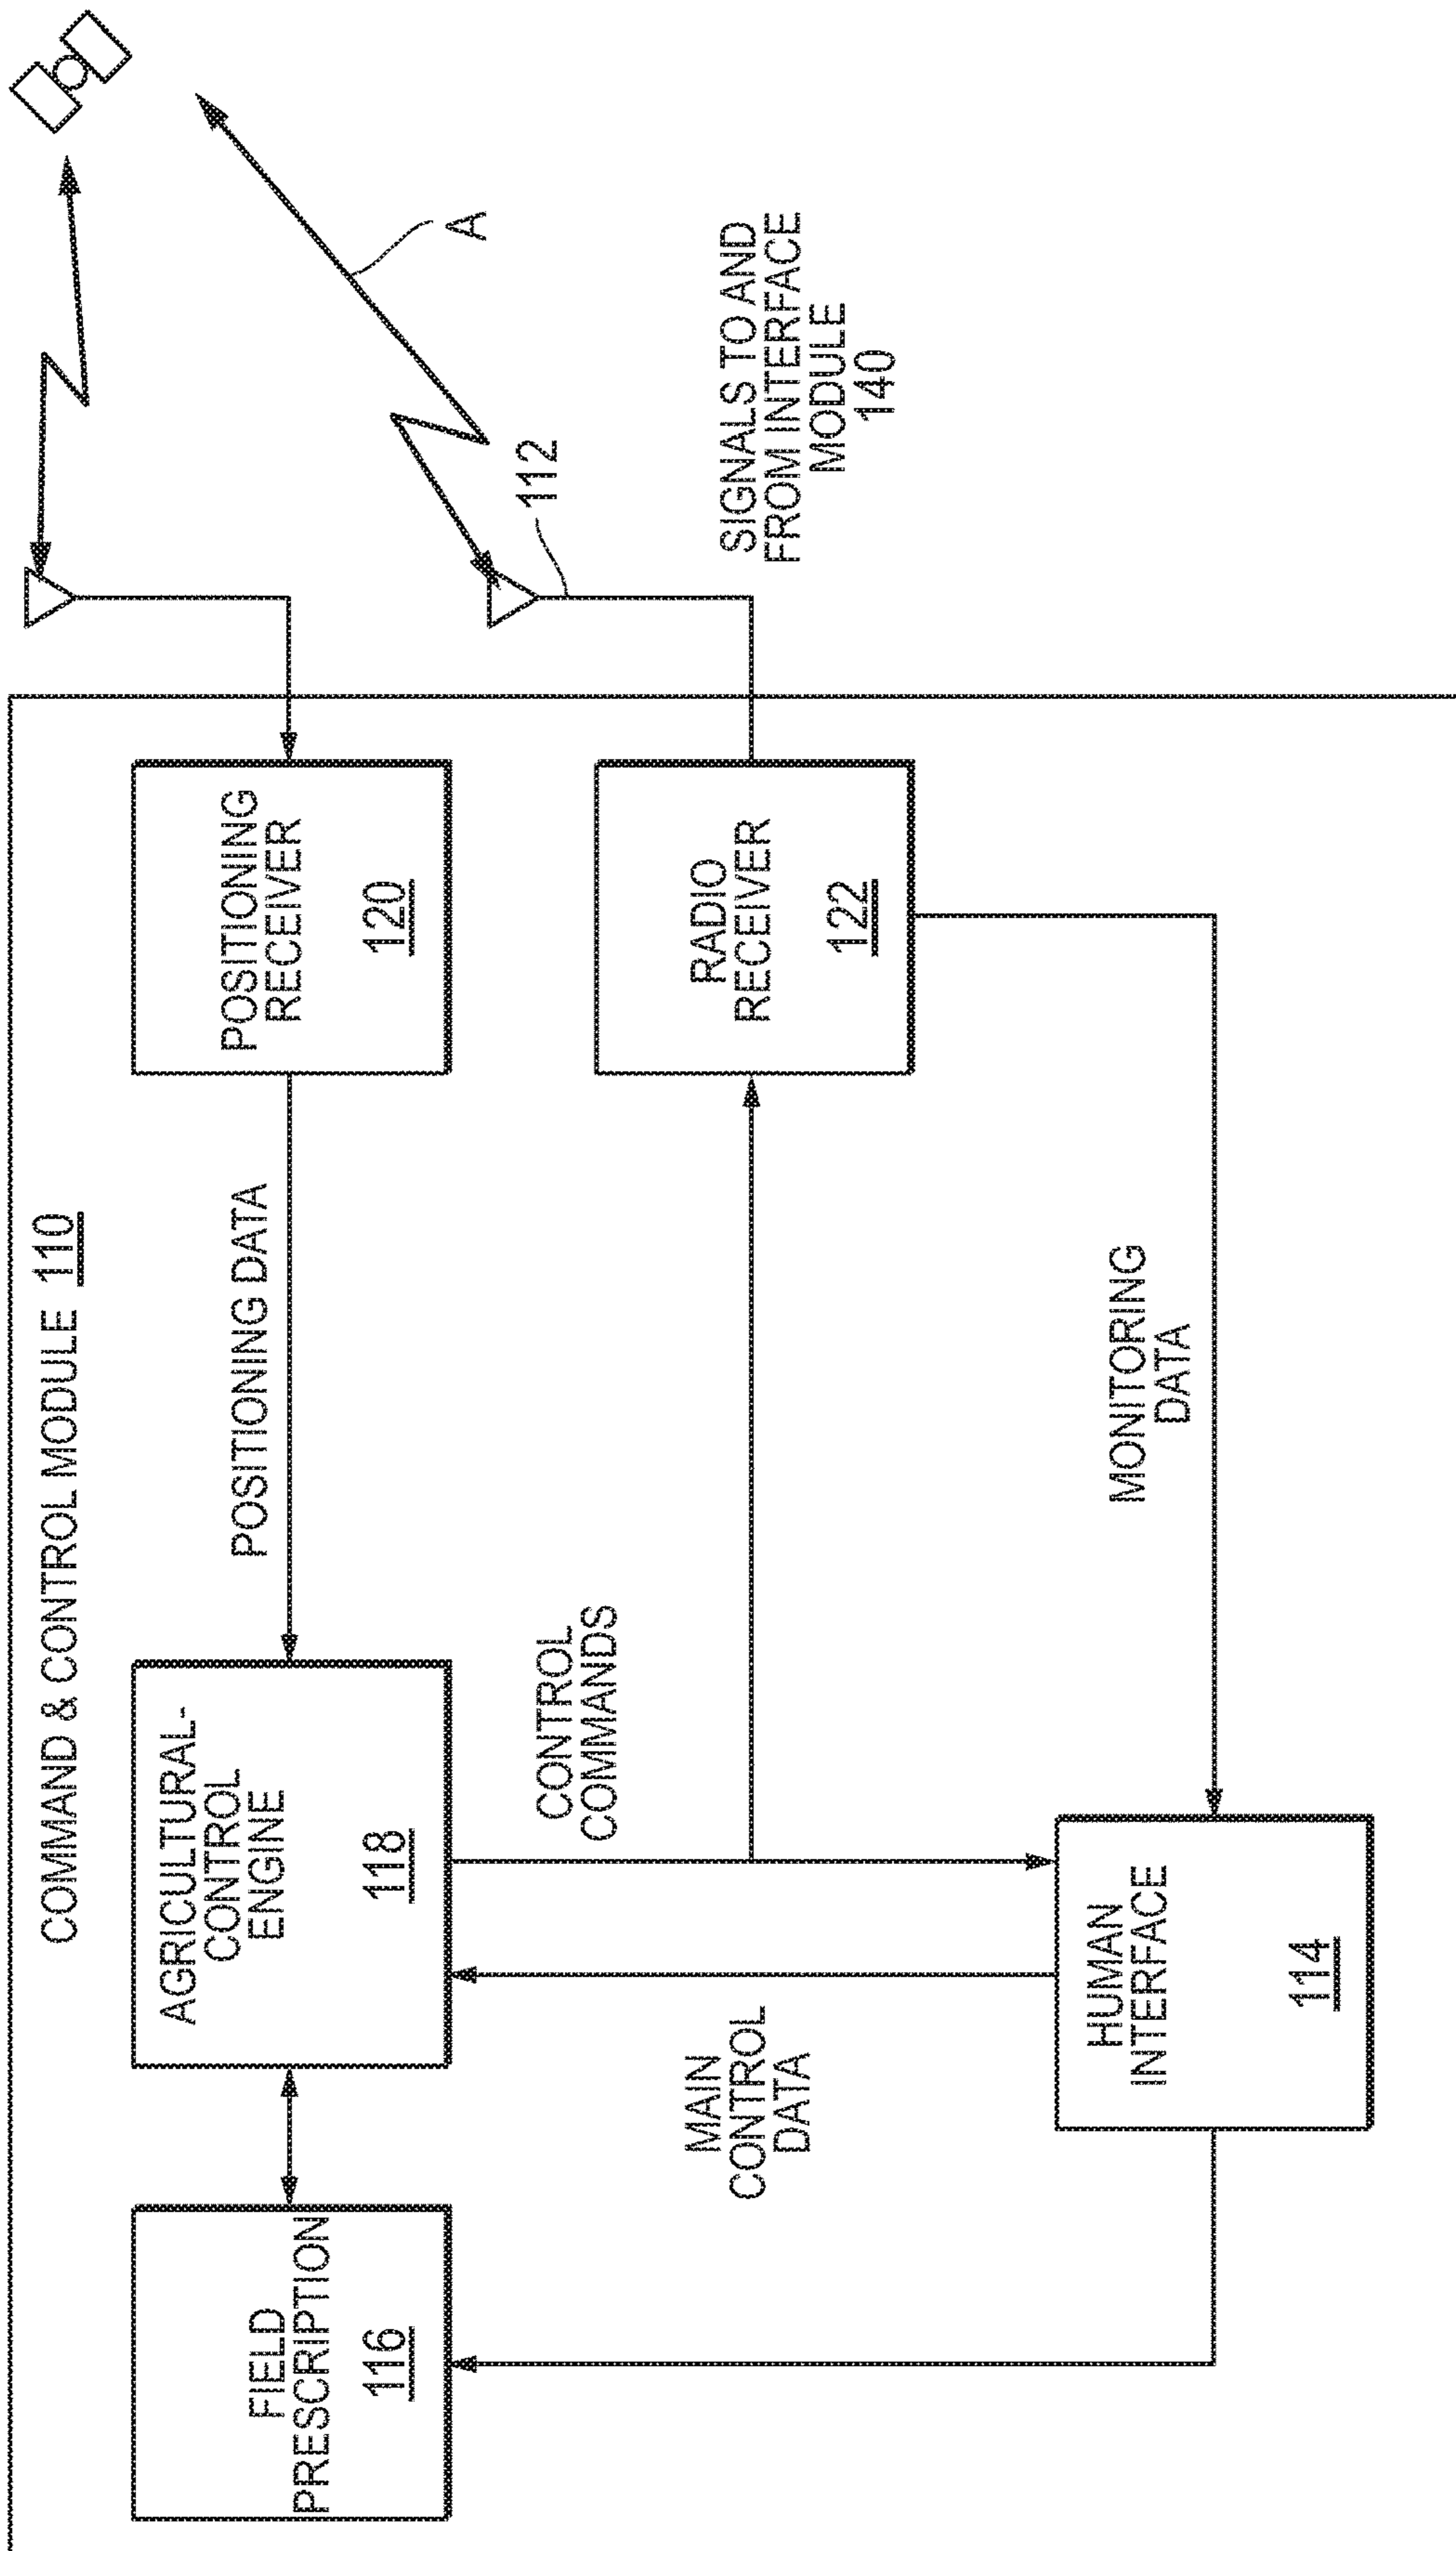 COMMAND & CONTROL MODULE 110
FIELD
PRESCRIPTION
116
AGRICULTURAL-
CONTROL
ENGINE
118
POSITIONING DATA
POSITIONING
RECEIVER
120
A
112
CONTROL
COMMANDS
RADIO
RECEIVER
122
SIGNALS TO AND
FROM INTERFACE
MODULE
140
MAIN
CONTROL
DATA
HUMAN
INTERFACE
114
MONITORING
DATA